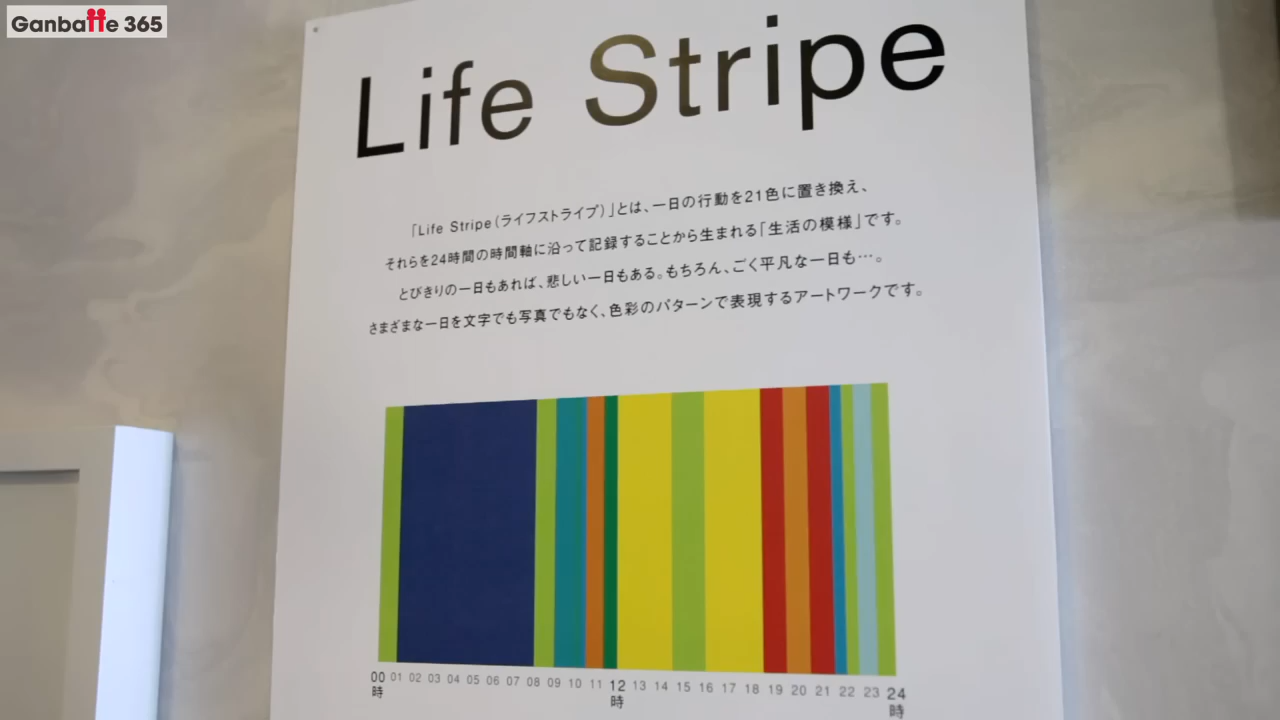 Ganbatte 365
Life Stripe
「Life Stripe(ライフストライプ)」とは、一日の行動を21色に置き換え、
それらを24時間の時間軸に沿って記録することから生まれる「生活の模様」です。
とびきりの一日もあれば、悲しい一日もある。もちろん、ごく平凡な一日も…。
さまざまな一日を文字でも写真でもなく、色彩のパターンで表現するアートワークです。
00 01 02 03 04 05 06 07 08 09 10 11 12 13 14 15 16 17 18 19 20 21 22 23 24
時 時 時